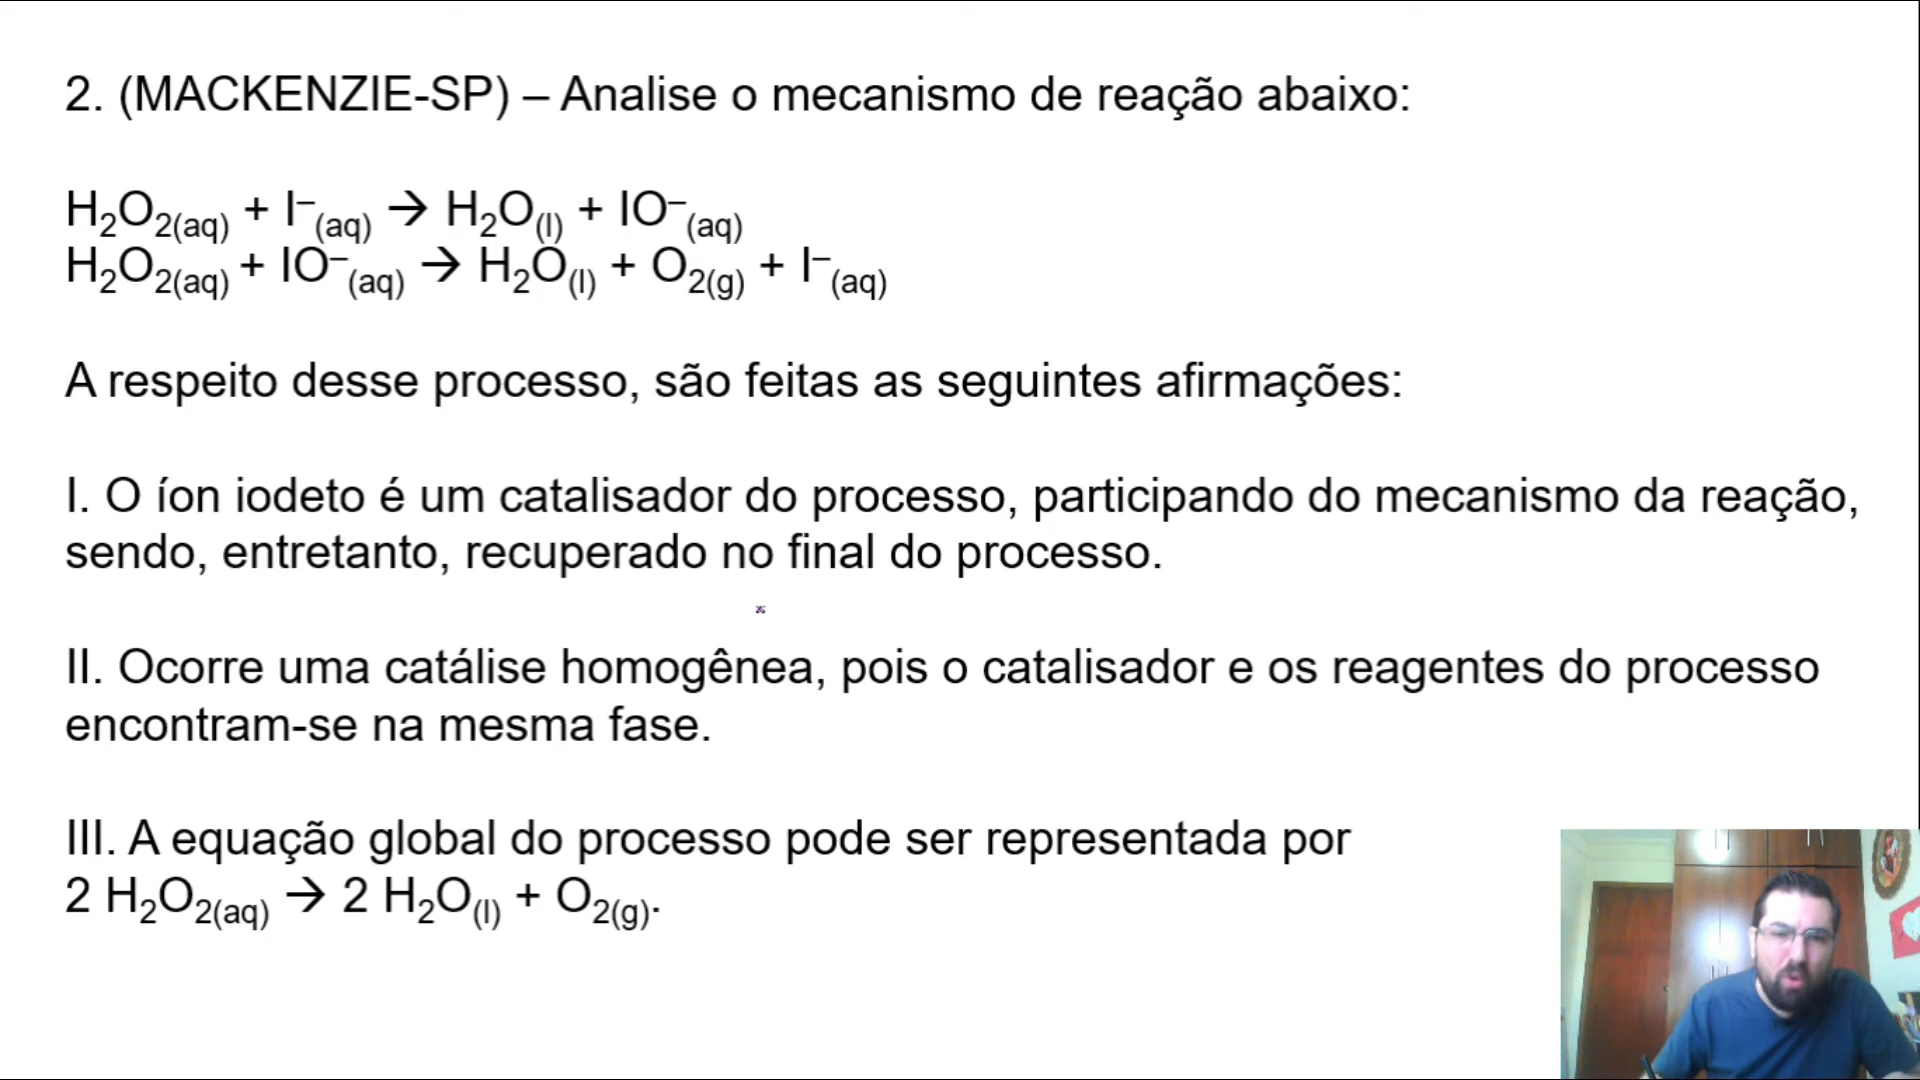 2. (MACKENZIE-SP) – Analise o mecanismo de reação abaixo:
H₂O₂(aq) + I⁻(aq) → H₂O(l) + IO⁻(aq)
H₂O₂(aq) + IO⁻(aq) → H₂O(l) + O₂(g) + I⁻(aq)
A respeito desse processo, são feitas as seguintes afirmações:
I. O íon iodeto é um catalisador do processo, participando do mecanismo da reação,
sendo, entretanto, recuperado no final do processo.
II. Ocorre uma catálise homogênea, pois o catalisador e os reagentes do processo
encontram-se na mesma fase.
III. A equação global do processo pode ser representada por
2 H₂O₂(aq) → 2 H₂O(l) + O₂(g).